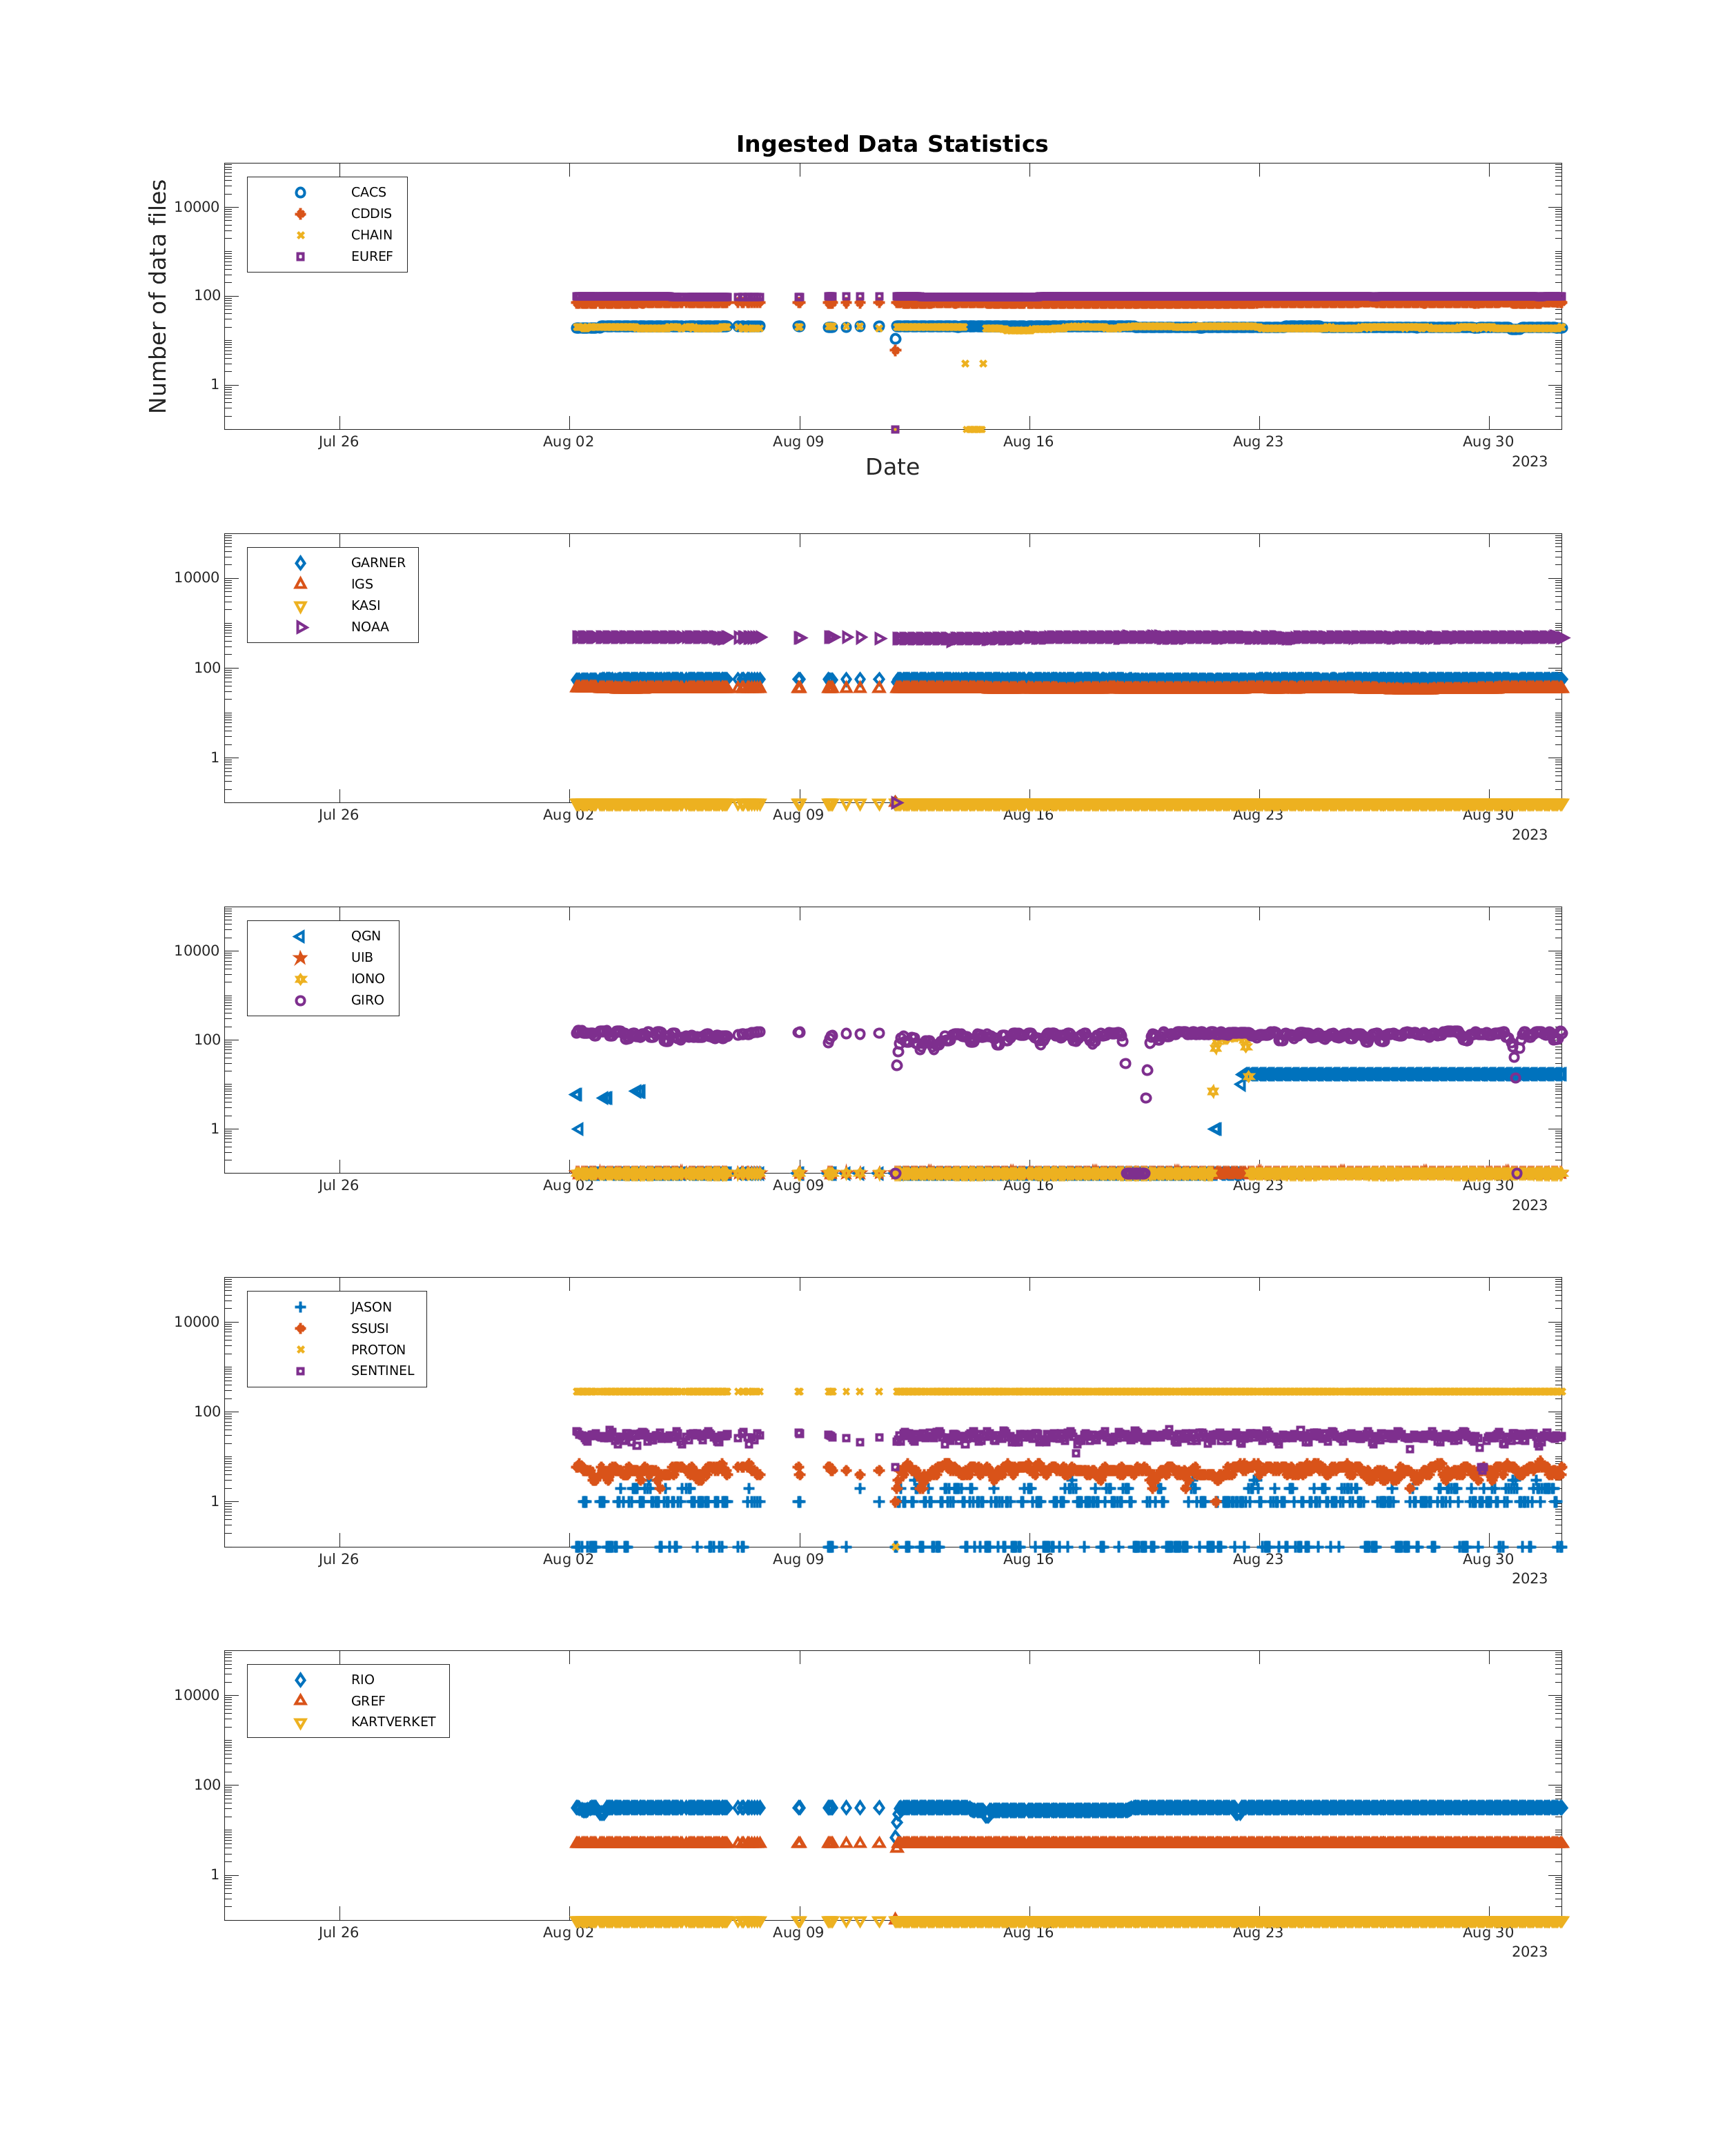 Ingested Data Statistics
Number of data files
CACS
CDDIS
CHAIN
EUREF
10000
100
1
Jul 26 Aug 02 Aug 09 Aug 16 Aug 23 Aug 30
2023
Date
GARNER
IGS
KASI
NOAA
10000
100
1
Jul 26 Aug 02 Aug 09 Aug 16 Aug 23 Aug 30
2023
QGN
UIB
IONO
GIRO
10000
100
1
Jul 26 Aug 02 Aug 09 Aug 16 Aug 23 Aug 30
2023
JASON
SSUSI
PROTON
SENTINEL
10000
100
1
Jul 26 Aug 02 Aug 09 Aug 16 Aug 23 Aug 30
2023
RIO
GREF
KARTVERKET
10000
100
1
Jul 26 Aug 02 Aug 09 Aug 16 Aug 23 Aug 30
2023